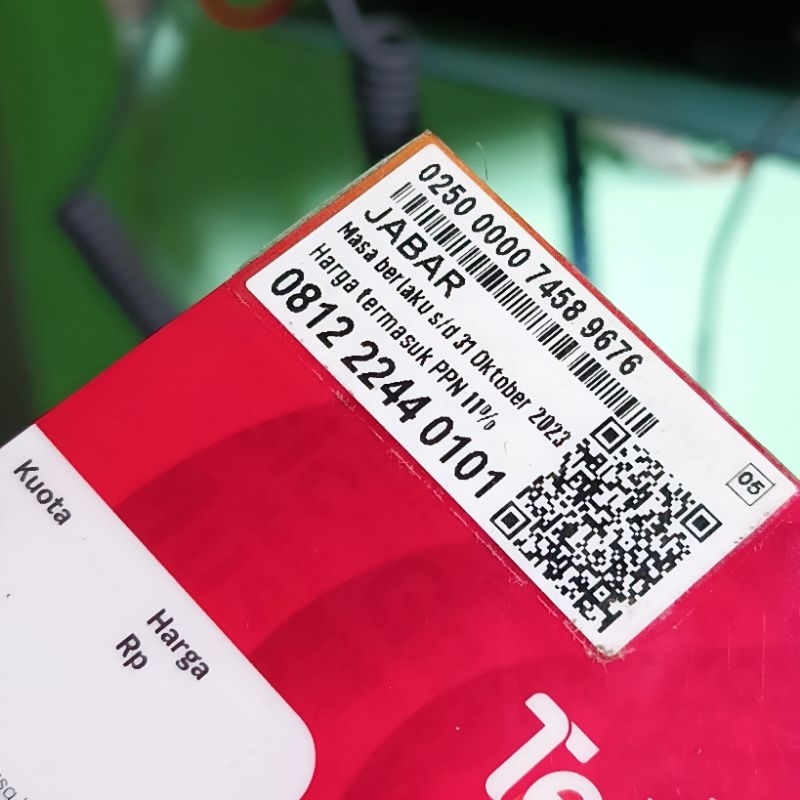 0250 0000 7458 9676
JABAR
Masa berlaku s/d 31 Oktober 2023
Harga termasuk PPN 11%
0812 2244 0101
05
Kuota
Harga
Rp